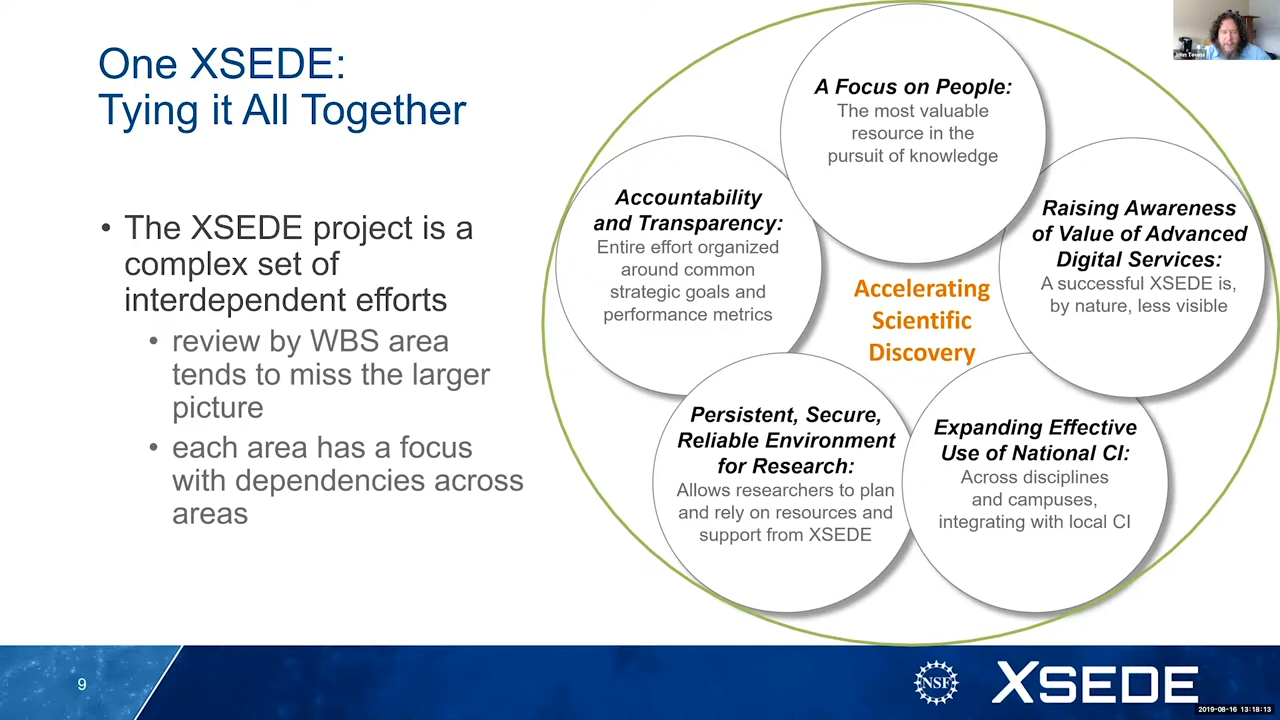 One XSEDE:
Tying it All Together
• The XSEDE project is a
complex set of
interdependent efforts
• review by WBS area
tends to miss the larger
picture
• each area has a focus
with dependencies across
areas
A Focus on People:
The most valuable
resource in the
pursuit of knowledge
Accountability
and Transparency:
Entire effort organized
around common
strategic goals and
performance metrics
Raising Awareness
of Value of Advanced
Digital Services:
A successful XSEDE is,
by nature, less visible
Accelerating
Scientific
Discovery
Persistent, Secure,
Reliable Environment
for Research:
Allows researchers to plan
and rely on resources and
support from XSEDE
Expanding Effective
Use of National CI:
Across disciplines
and campuses,
integrating with local CI
John Towns
9
NSF
XSEDE
2019-08-16 13:18:13